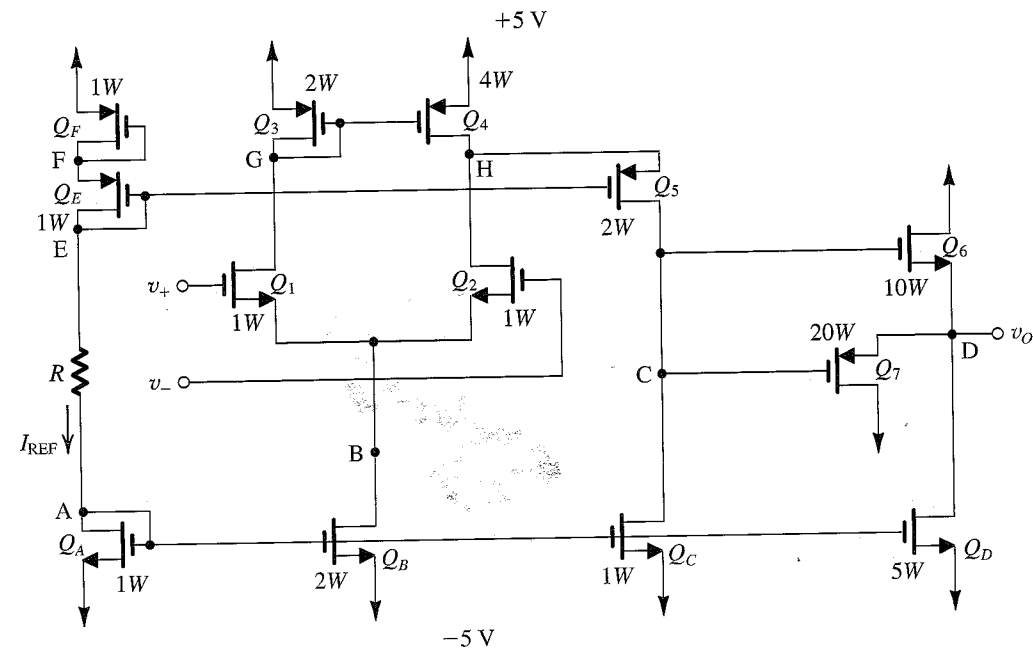 +5 V
1W
2W
4W
Q_F
Q_3
Q_4
F
G
H
Q_E
Q_5
1W
2W
E
Q_6
v_+
Q_1
Q_2
10W
1W
1W
20W
v_O
D
R
v_−
C
Q_7
I_REF
B
A
Q_A
Q_B
Q_C
Q_D
1W
2W
1W
5W
−5 V